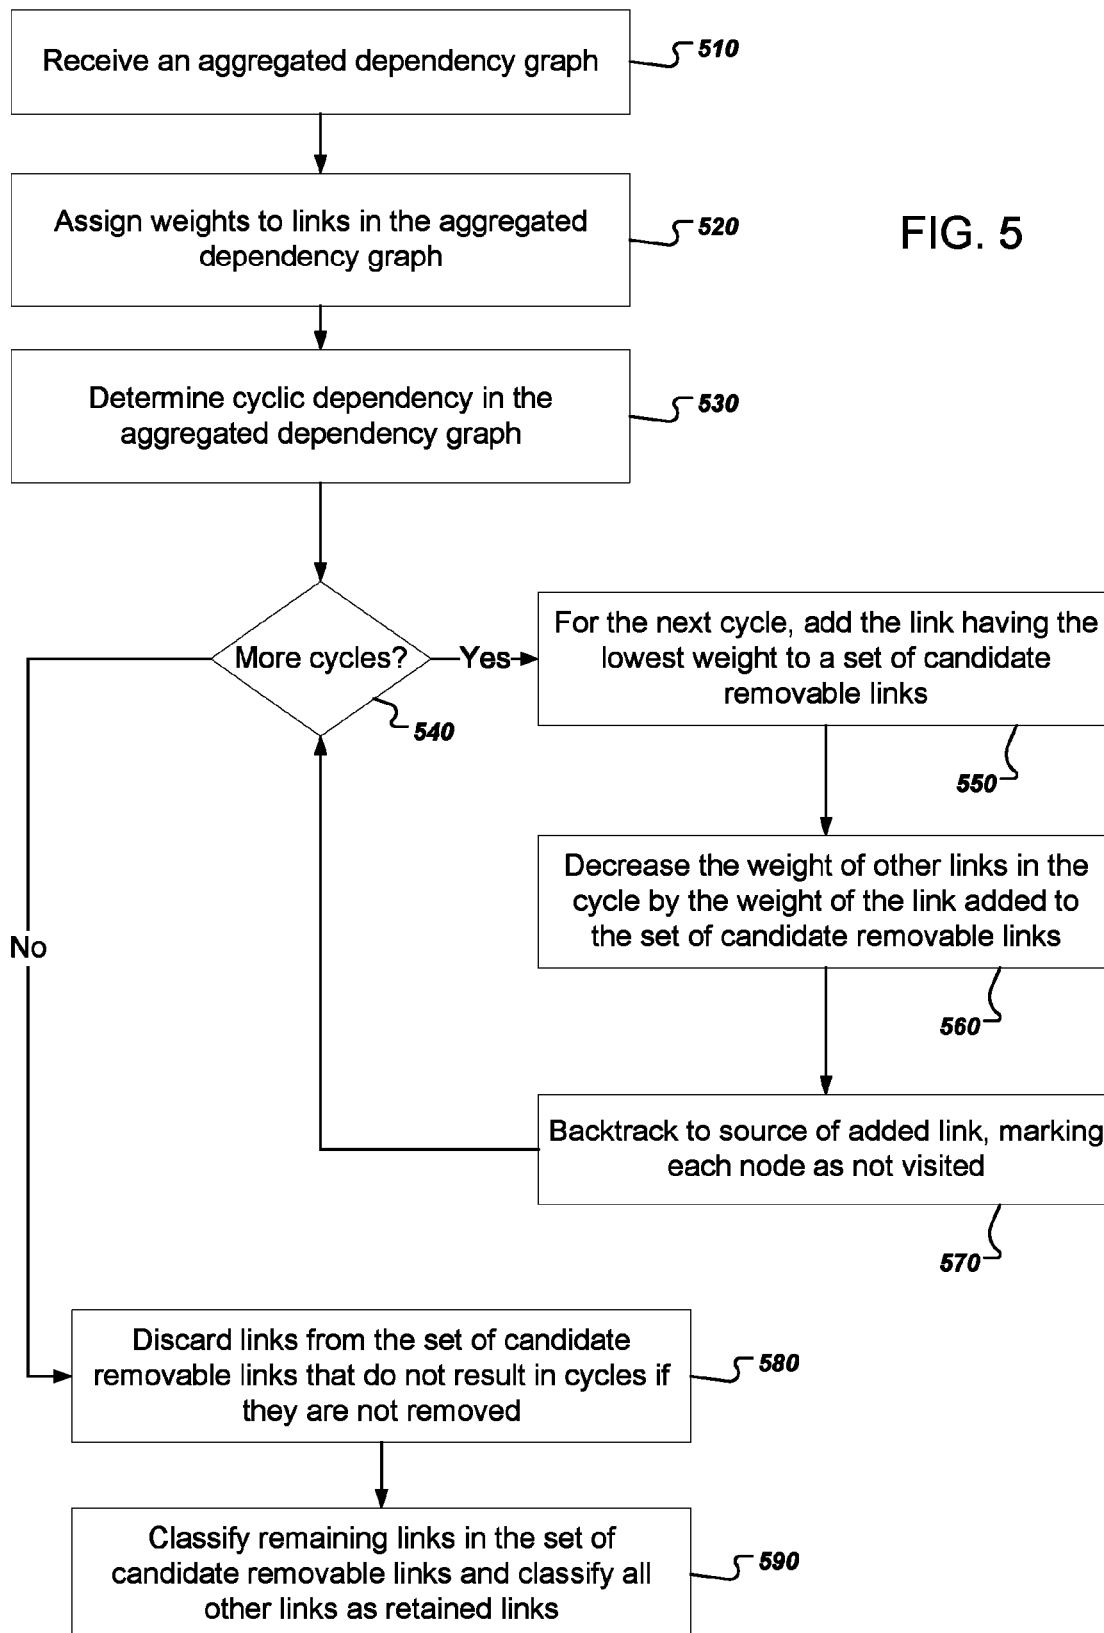 Receive an aggregated dependency graph
510
Assign weights to links in the aggregated
dependency graph
520
FIG. 5
Determine cyclic dependency in the
aggregated dependency graph
530
More cycles?
Yes
540
For the next cycle, add the link having the
lowest weight to a set of candidate
removable links
550
Decrease the weight of other links in the
cycle by the weight of the link added to
the set of candidate removable links
560
No
Backtrack to source of added link, marking
each node as not visited
570
Discard links from the set of candidate
removable links that do not result in cycles if
they are not removed
580
Classify remaining links in the set of
candidate removable links and classify all
other links as retained links
590